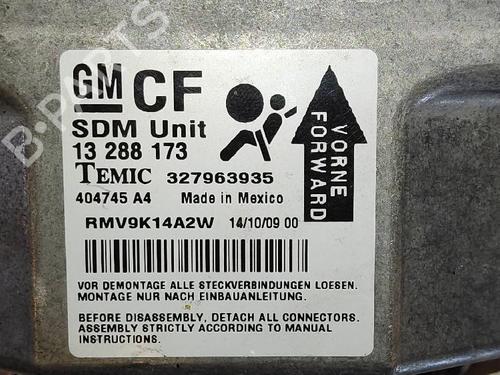 GM CF
SDM Unit
13 288 173
TEMIC 327963935
404745 A4 Made in Mexico
RMV9K14A2W 14/10/09 00
VORNE
FORWARD
VOR DEMONTAGE ALLE STECKVERBINDUNGEN LOESEN.
MONTAGE NUR NACH EINBAUANLEITUNG.
BEFORE DISASSEMBLY, DETACH ALL CONNECTORS.
ASSEMBLY STRICTLY ACCORDING TO MANUAL
INSTRUCTIONS.
B-PARTS